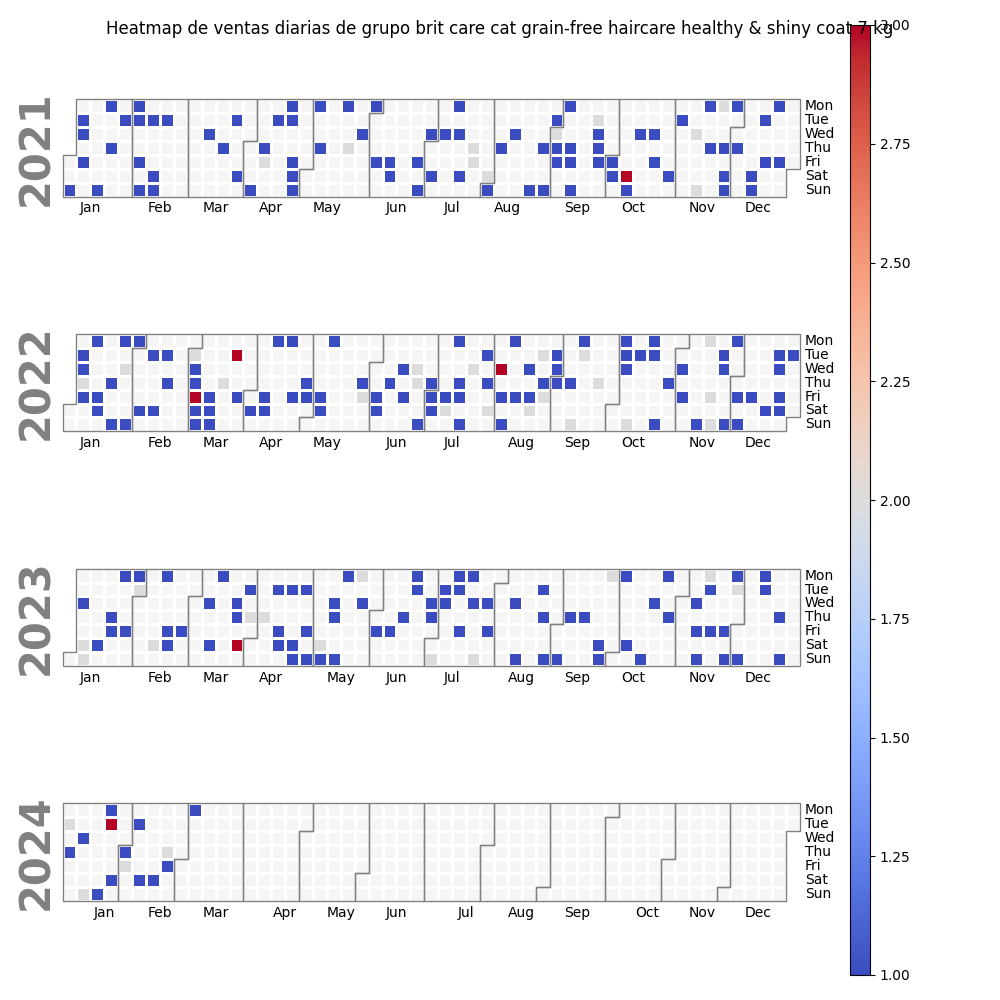 Heatmap de ventas diarias de grupo brit care cat grain-free haircare healthy & shiny coat 7 kg
3.00
2.75
2.50
2.25
2.00
1.75
1.50
1.25
1.00
2021
Mon
Tue
Wed
Thu
Fri
Sat
Sun
Jan Feb Mar Apr May Jun Jul Aug Sep Oct Nov Dec
2022
Mon
Tue
Wed
Thu
Fri
Sat
Sun
Jan Feb Mar Apr May Jun Jul Aug Sep Oct Nov Dec
2023
Mon
Tue
Wed
Thu
Fri
Sat
Sun
Jan Feb Mar Apr May Jun Jul Aug Sep Oct Nov Dec
2024
Mon
Tue
Wed
Thu
Fri
Sat
Sun
Jan Feb Mar Apr May Jun Jul Aug Sep Oct Nov Dec